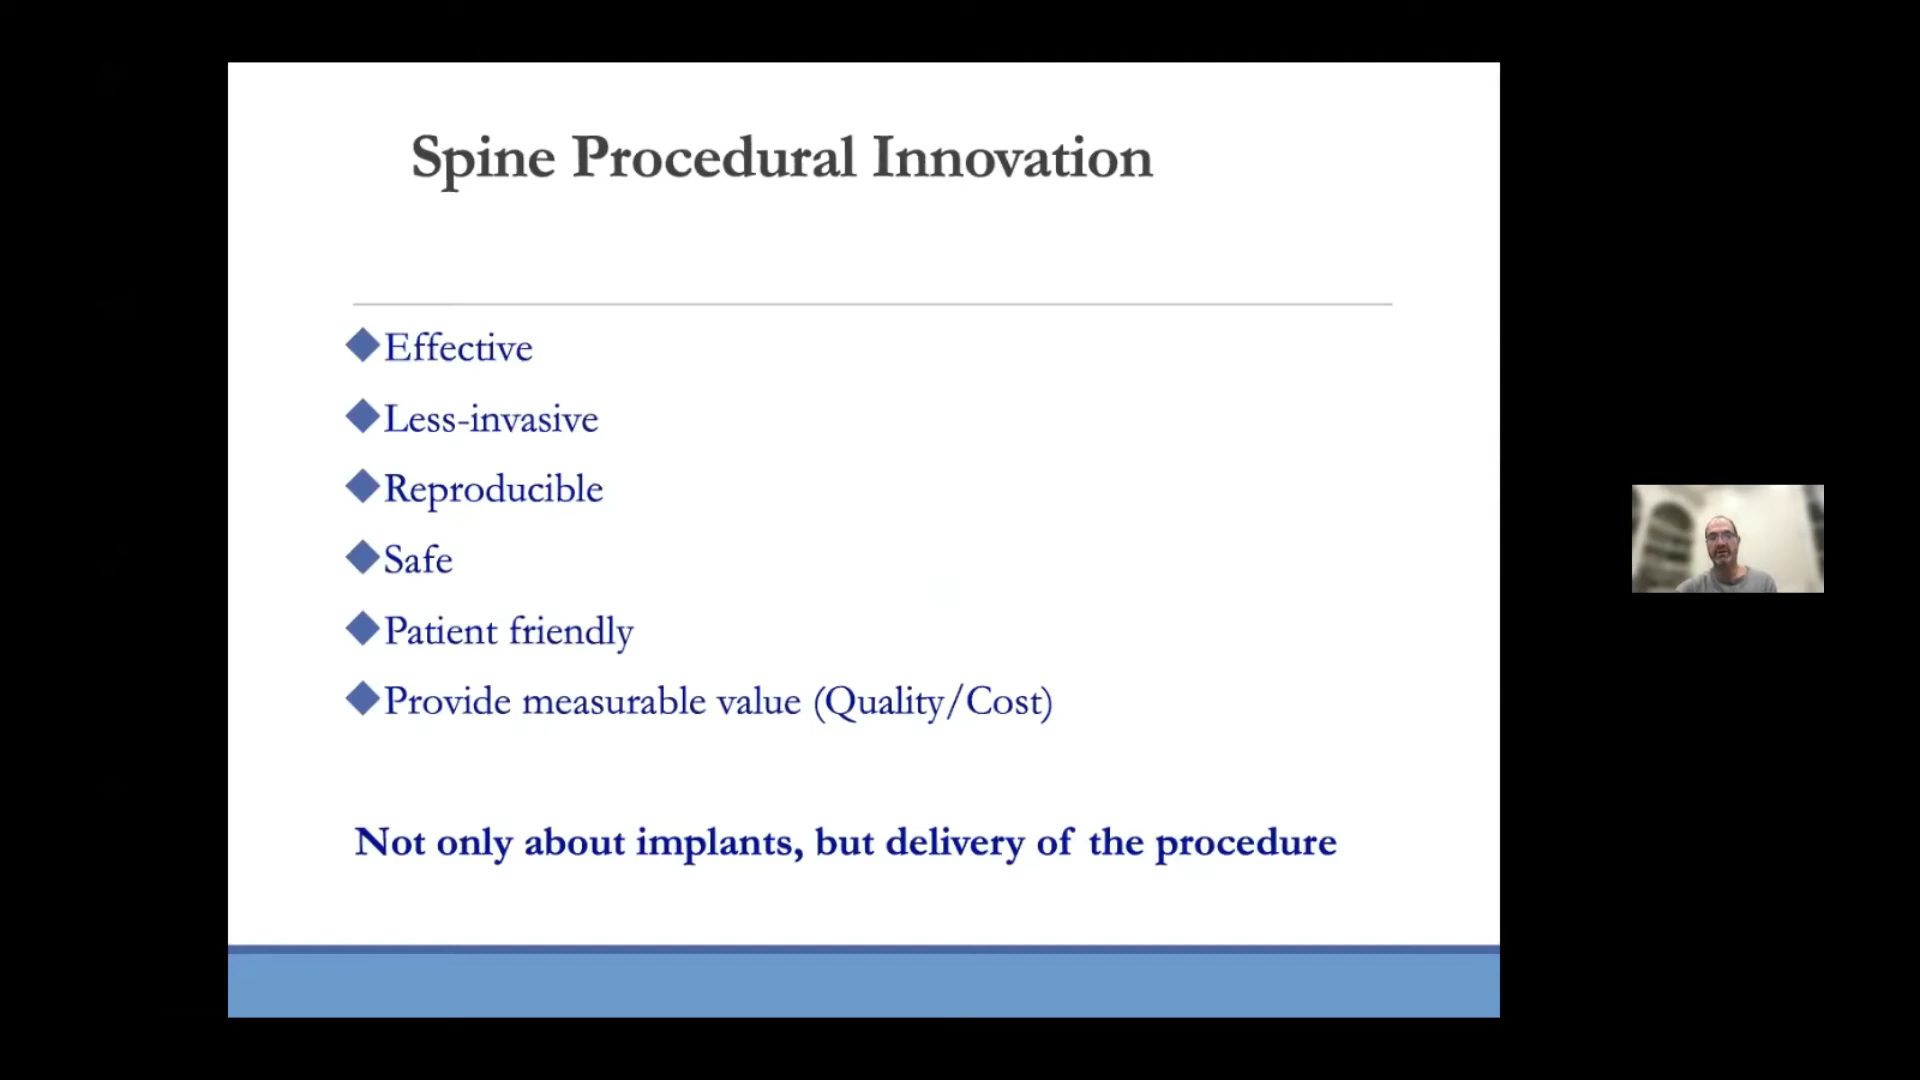 Spine Procedural Innovation
Effective
Less-invasive
Reproducible
Safe
Patient friendly
Provide measurable value (Quality/Cost)
Not only about implants, but delivery of the procedure